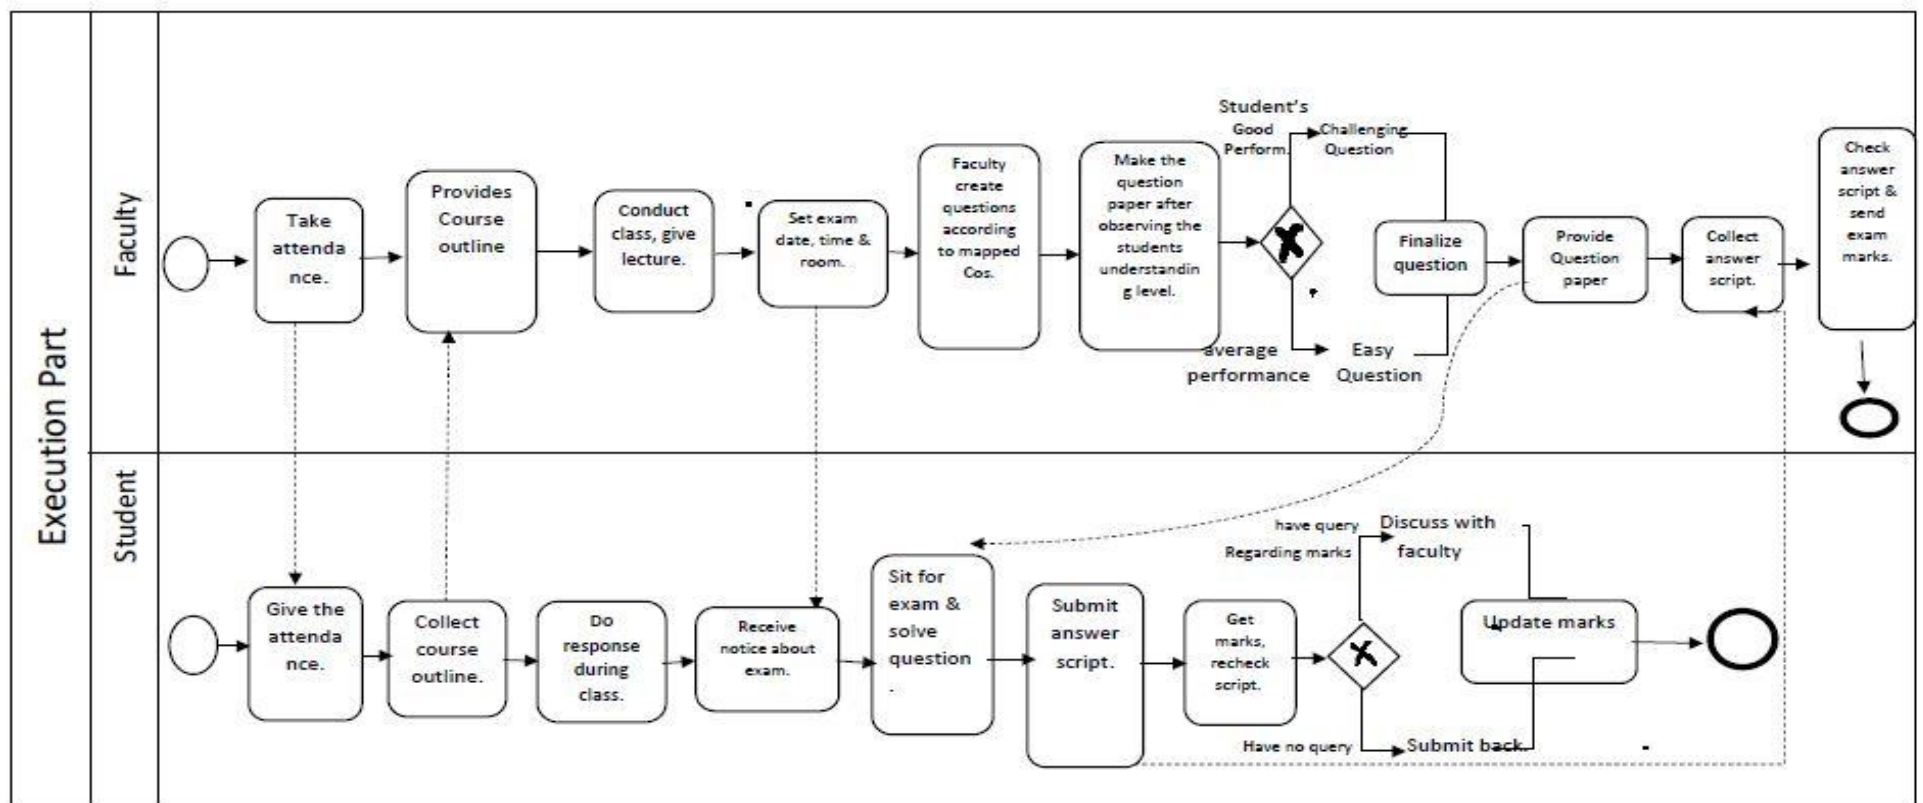 Execution Part
Faculty
Take
attenda
nce.
Provides
Course
outline
Conduct
class, give
lecture.
Set exam
date, time &
room.
Faculty
create
questions
according
to mapped
Cos.
Make the
question
paper after
observing the
students
understandin
g level.
Student's
Good
Perform.
Challenging
Question
average
performance
Easy
Question
Finalize
question
Provide
Question
paper
Collect
answer
script.
Check
answer
script &
send
exam
marks.
Student
Give the
attenda
nce.
Collect
course
outline.
Do
response
during
class.
Receive
notice about
exam.
Sit for
exam &
solve
question
.
Submit
answer
script.
Get
marks,
recheck
script.
have query
Regarding marks
Discuss with
faculty
Have no query
Submit back.
Update marks